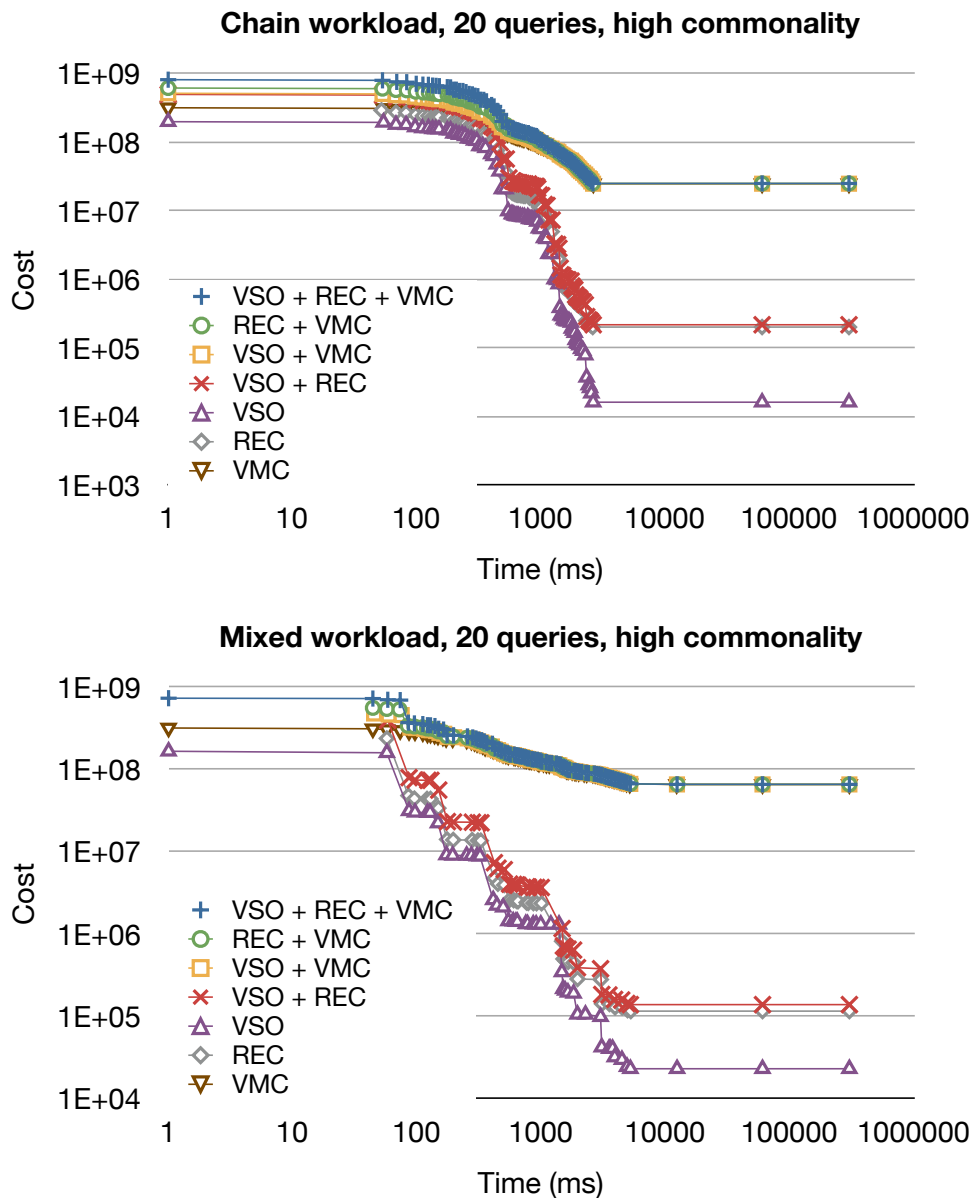 Chain workload, 20 queries, high commonality
1E+09
1E+08
1E+07
1E+06
1E+05
1E+04
1E+03
Cost
VSO + REC + VMC
REC + VMC
VSO + VMC
VSO + REC
VSO
REC
VMC
1 10 100 1000 10000 100000 1000000
Time (ms)
Mixed workload, 20 queries, high commonality
1E+09
1E+08
1E+07
1E+06
1E+05
1E+04
Cost
VSO + REC + VMC
REC + VMC
VSO + VMC
VSO + REC
VSO
REC
VMC
1 10 100 1000 10000 100000 1000000
Time (ms)